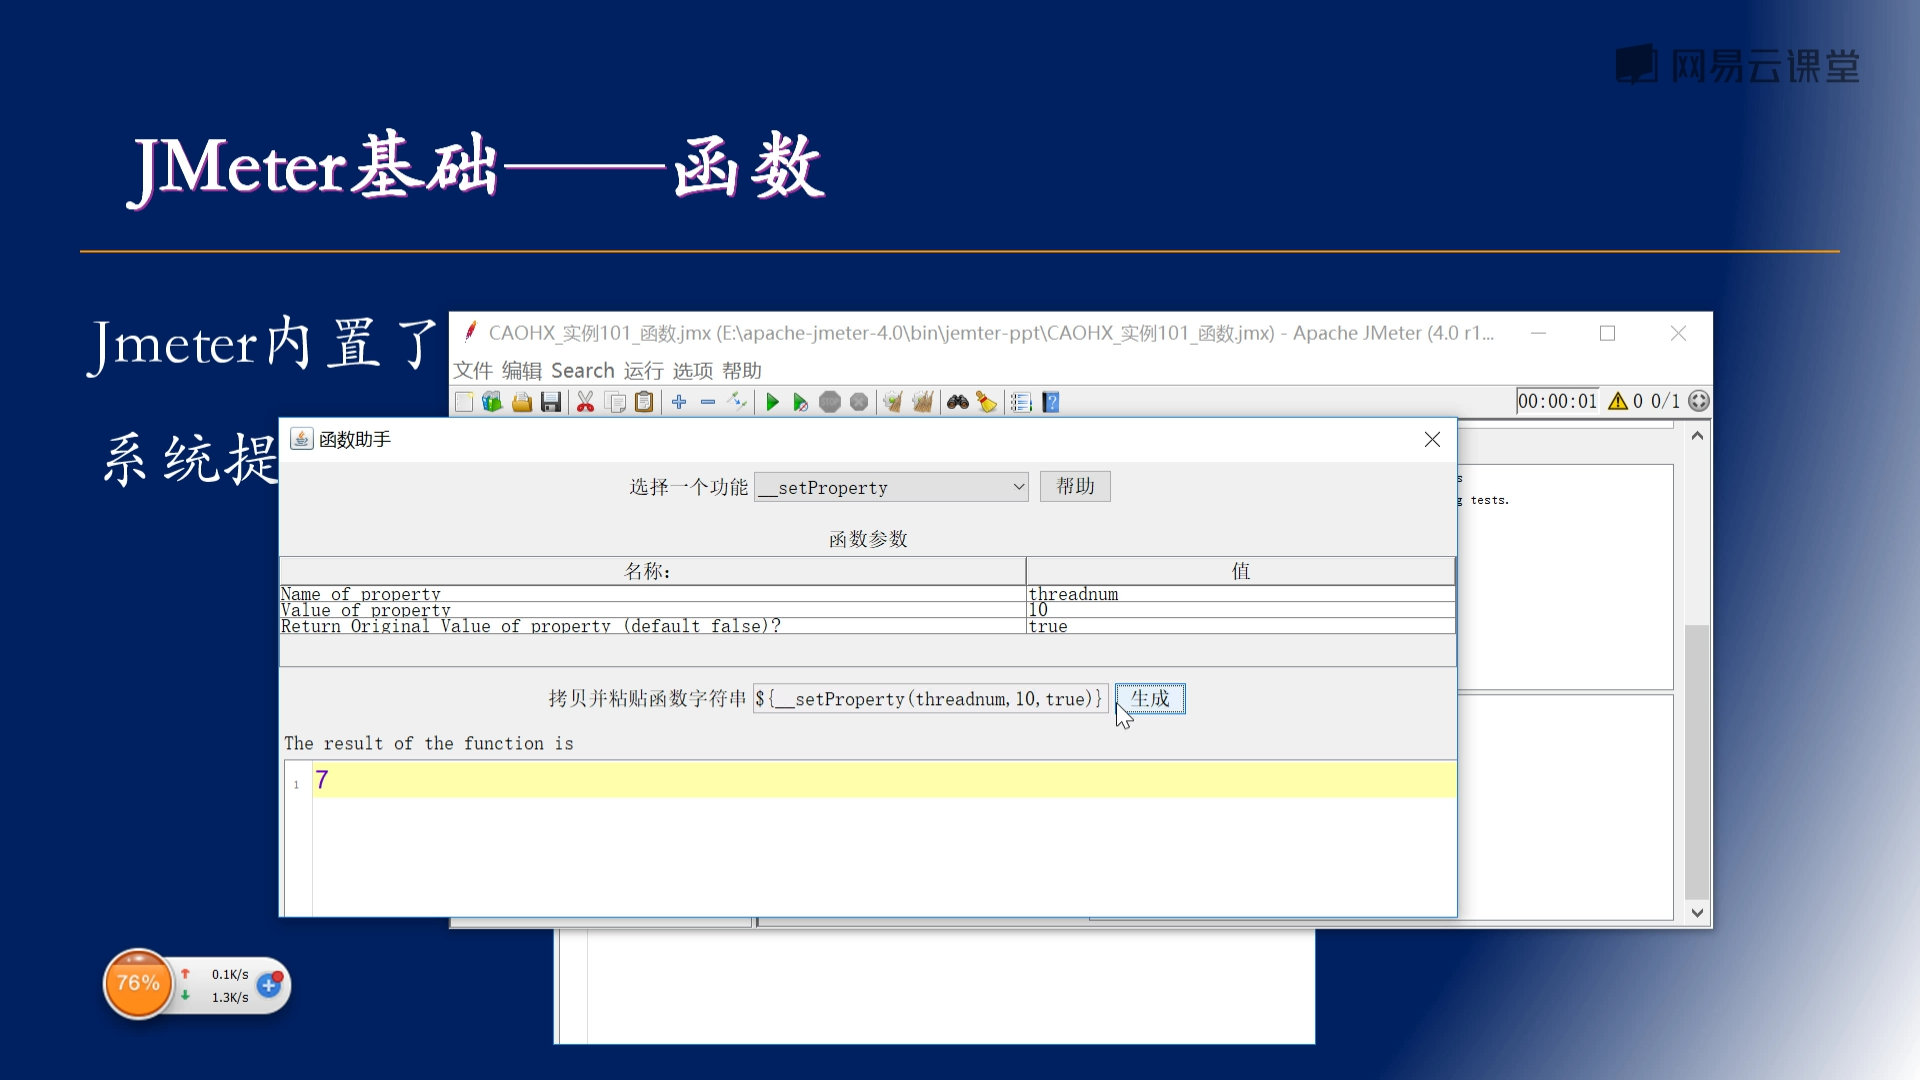 网易云课堂
JMeter基础——函数
Jmeter内置了
系统提
CAOHX_实例101_函数.jmx (E:\apache-jmeter-4.0\bin\jemter-ppt\CAOHX_实例101_函数.jmx) - Apache JMeter (4.0 r1...
文件 编辑 Search 运行 选项 帮助
00:00:01 0 0/1
函数助手
选择一个功能 __setProperty 帮助
tests.
函数参数
名称: 值
Name of property threadnum
Value of property 10
Return Original Value of property (default false)? true
拷贝并粘贴函数字符串 ${__setProperty(threadnum,10,true)} 生成
The result of the function is
1 7
76% 0.1K/s
1.3K/s